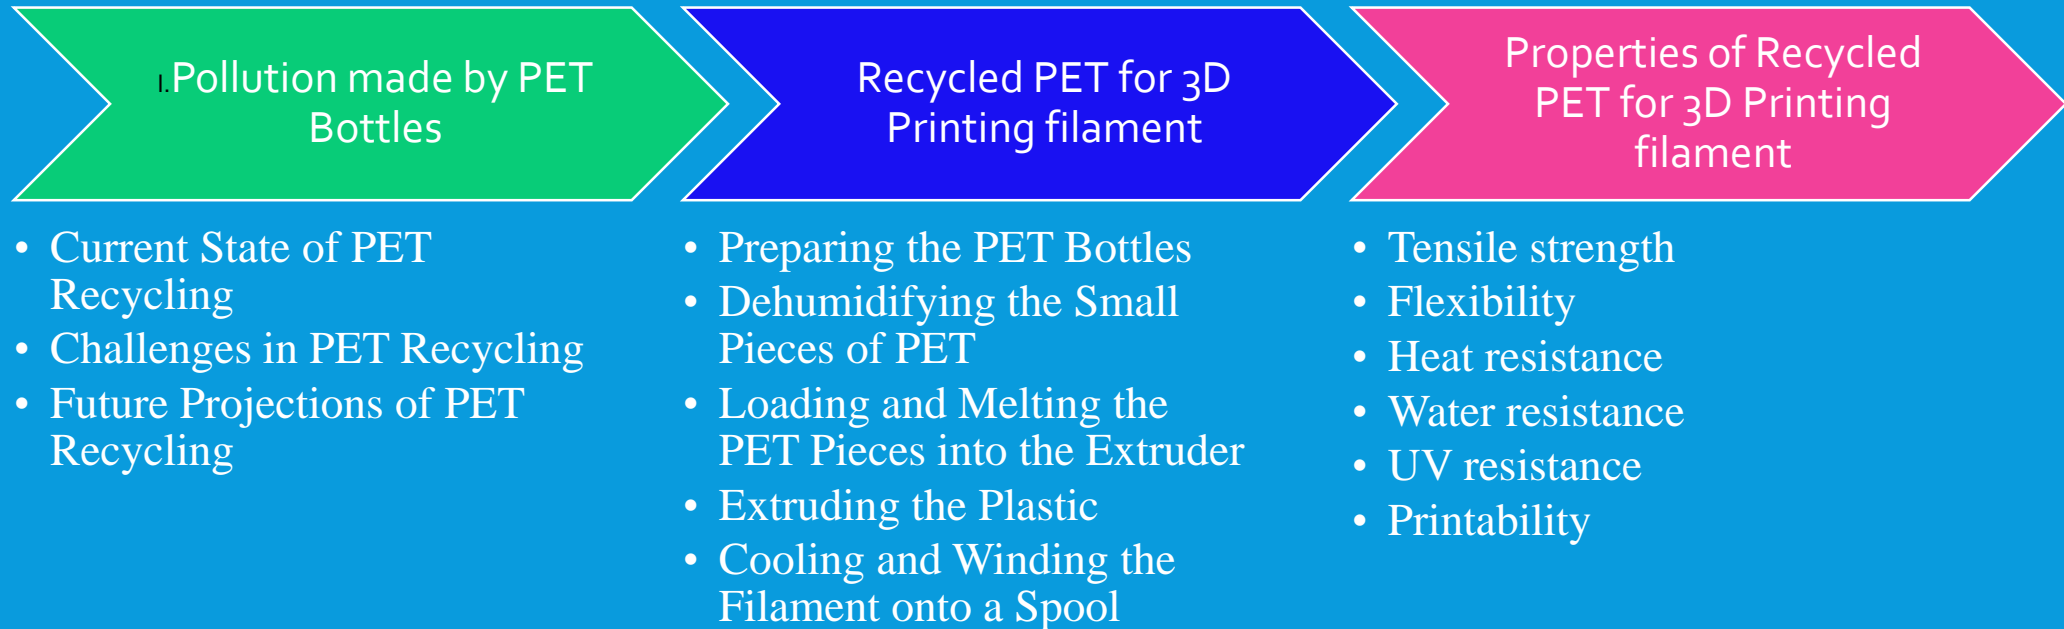 I.Pollution made by PET
Bottles
• Current State of PET
Recycling
• Challenges in PET Recycling
• Future Projections of PET
Recycling
Recycled PET for 3D
Printing filament
• Preparing the PET Bottles
• Dehumidifying the Small
Pieces of PET
• Loading and Melting the
PET Pieces into the Extruder
• Extruding the Plastic
• Cooling and Winding the
Filament onto a Spool
Properties of Recycled
PET for 3D Printing
filament
• Tensile strength
• Flexibility
• Heat resistance
• Water resistance
• UV resistance
• Printability